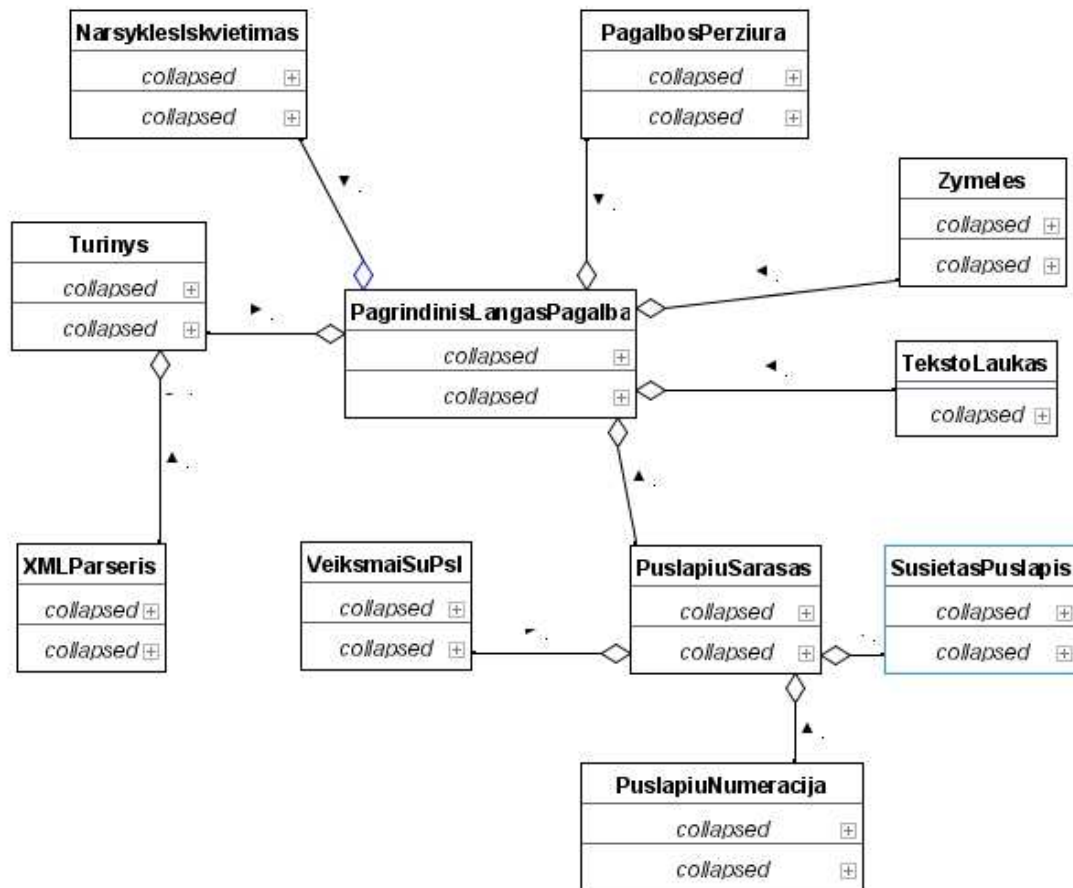 NarsyklesIskvietimas
collapsed
collapsed
PagalbosPerziura
collapsed
collapsed
Zymeles
collapsed
collapsed
Turinys
collapsed
collapsed
PagrindinisLangasPagalba
collapsed
collapsed
TekstoLaukas
collapsed
XMLParseris
collapsed
collapsed
VeiksmaiSuPsl
collapsed
collapsed
PuslapiuSarasas
collapsed
collapsed
SusietasPuslapis
collapsed
collapsed
PuslapiuNumeracija
collapsed
collapsed